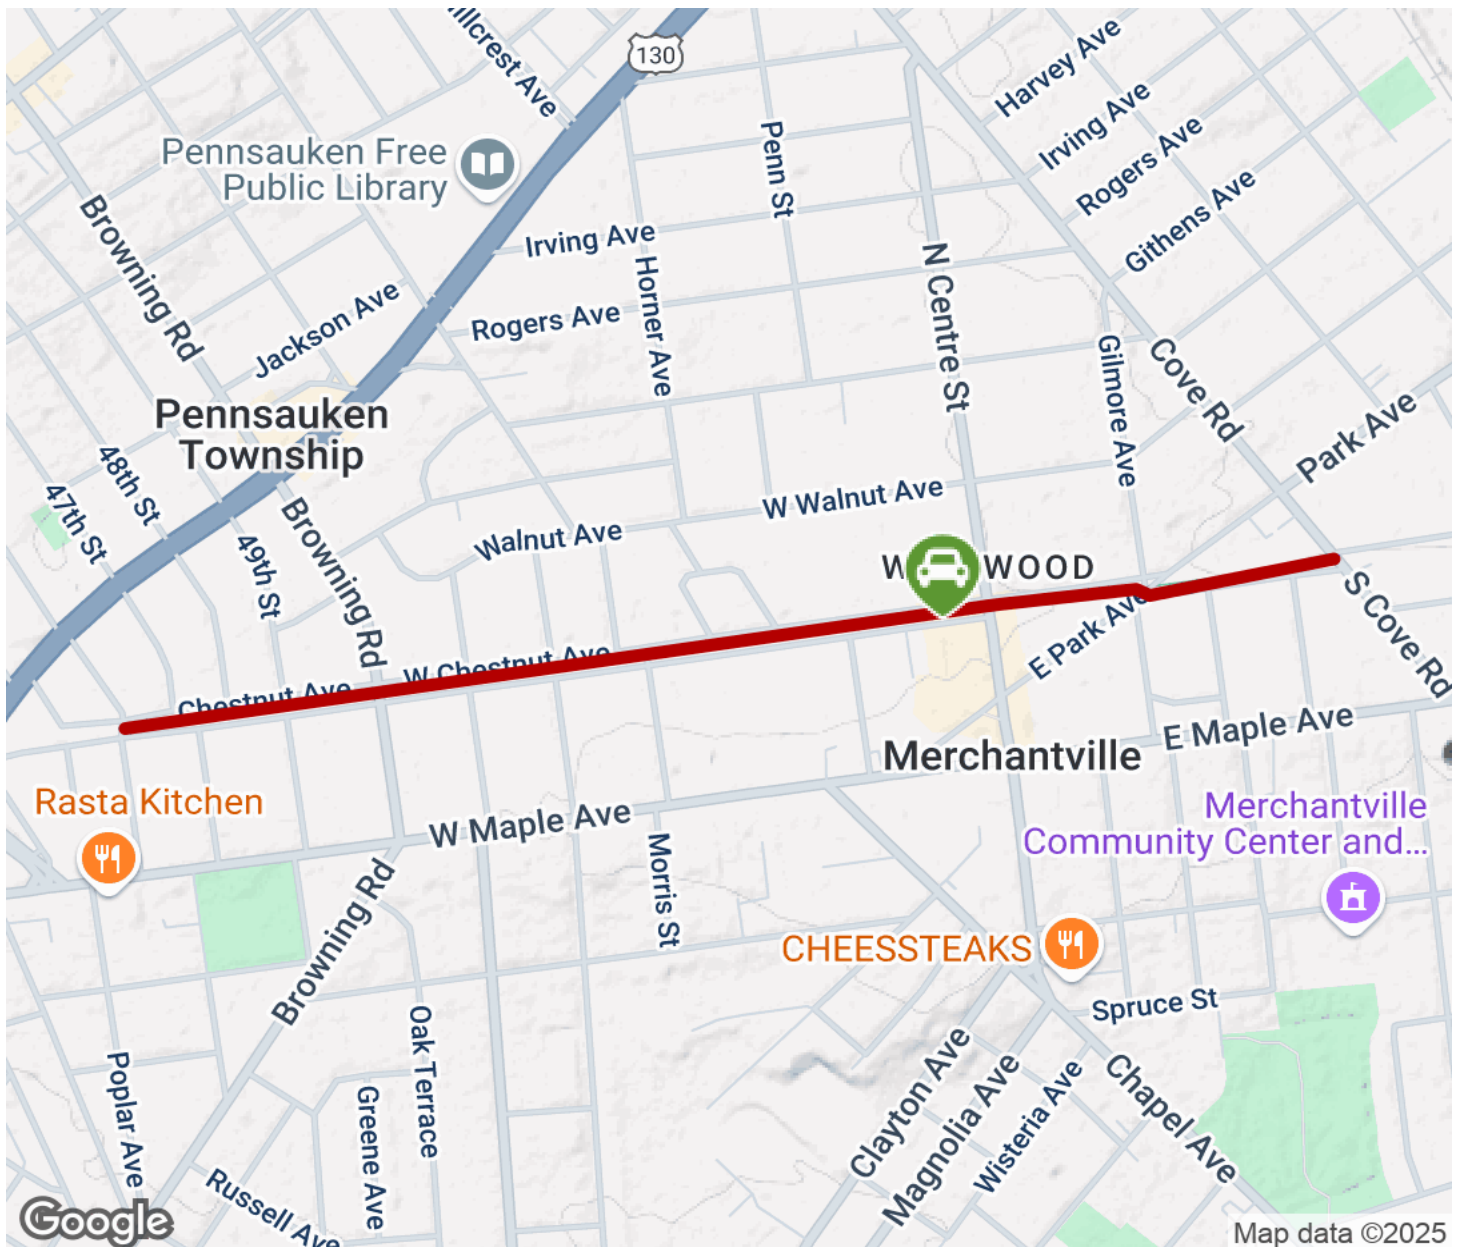 Hillcrest Ave
130
Harvey Ave
Irving Ave
Rogers Ave
Githens Ave
Pennsauken Free
Public Library
Penn St
Browning Rd
Irving Ave
Horner Ave
N Centre St
Jackson Ave
Rogers Ave
Gilmore Ave
Cove Rd
Park Ave
Pennsauken
Township
48th St
47th St
49th St
Browning Rd
W Walnut Ave
Walnut Ave
WOOD
S Cove Rd
E Park Ave
W Chestnut Ave
Chestnut Ave
E Maple Ave
Merchantville
Rasta Kitchen
W Maple Ave
Merchantville
Community Center and...
Morris St
Browning Rd
CHEESSTEAKS
Spruce St
Oak Terrace
Poplar Ave
Greene Ave
Clayton Ave
Magnolia Ave
Wisteria Ave
Chapel Ave
Russell Ave
Google
Map data ©2025